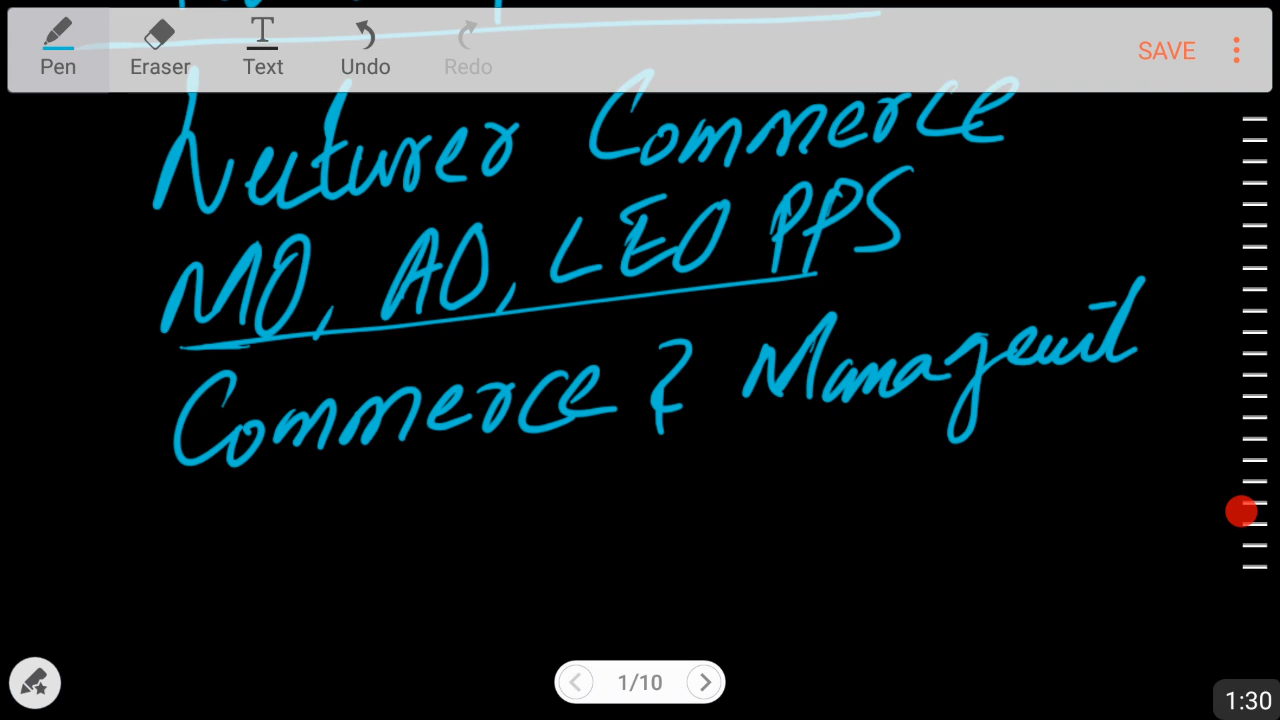 Pen Eraser Text Undo Redo SAVE
Lecturer Commerce
MO, AO, LEO PPS
Commerce & Management
1/10
1:30